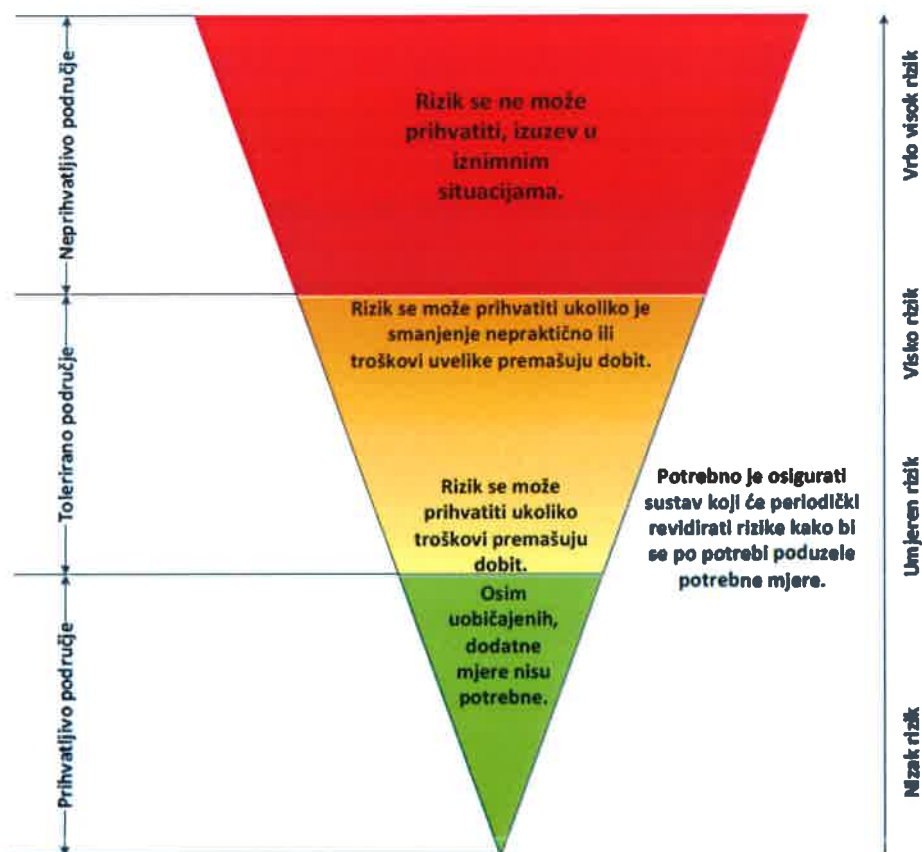 Neprihvatljivo područje
Rizik se ne može
prihvatiti, izuzev u
iznimnim
situacijama.
Vrlo visok rizik
Tolerirano područje
Rizik se može prihvatiti ukoliko je
smanjenje nepraktično ili
troškovi uvelike premašuju dobit.
Visko rizik
Rizik se može
prihvatiti ukoliko
troškovi premašuju
dobit.
Potrebno je osigurati
sustav koji će periodički
revidirati rizike kako bi
se po potrebi poduzele
potrebne mjere.
Umjeren rizik
Prihvatljivo područje
Osim
uobičajenih,
dodatne
mjere nisu
potrebne.
Nizak rizik